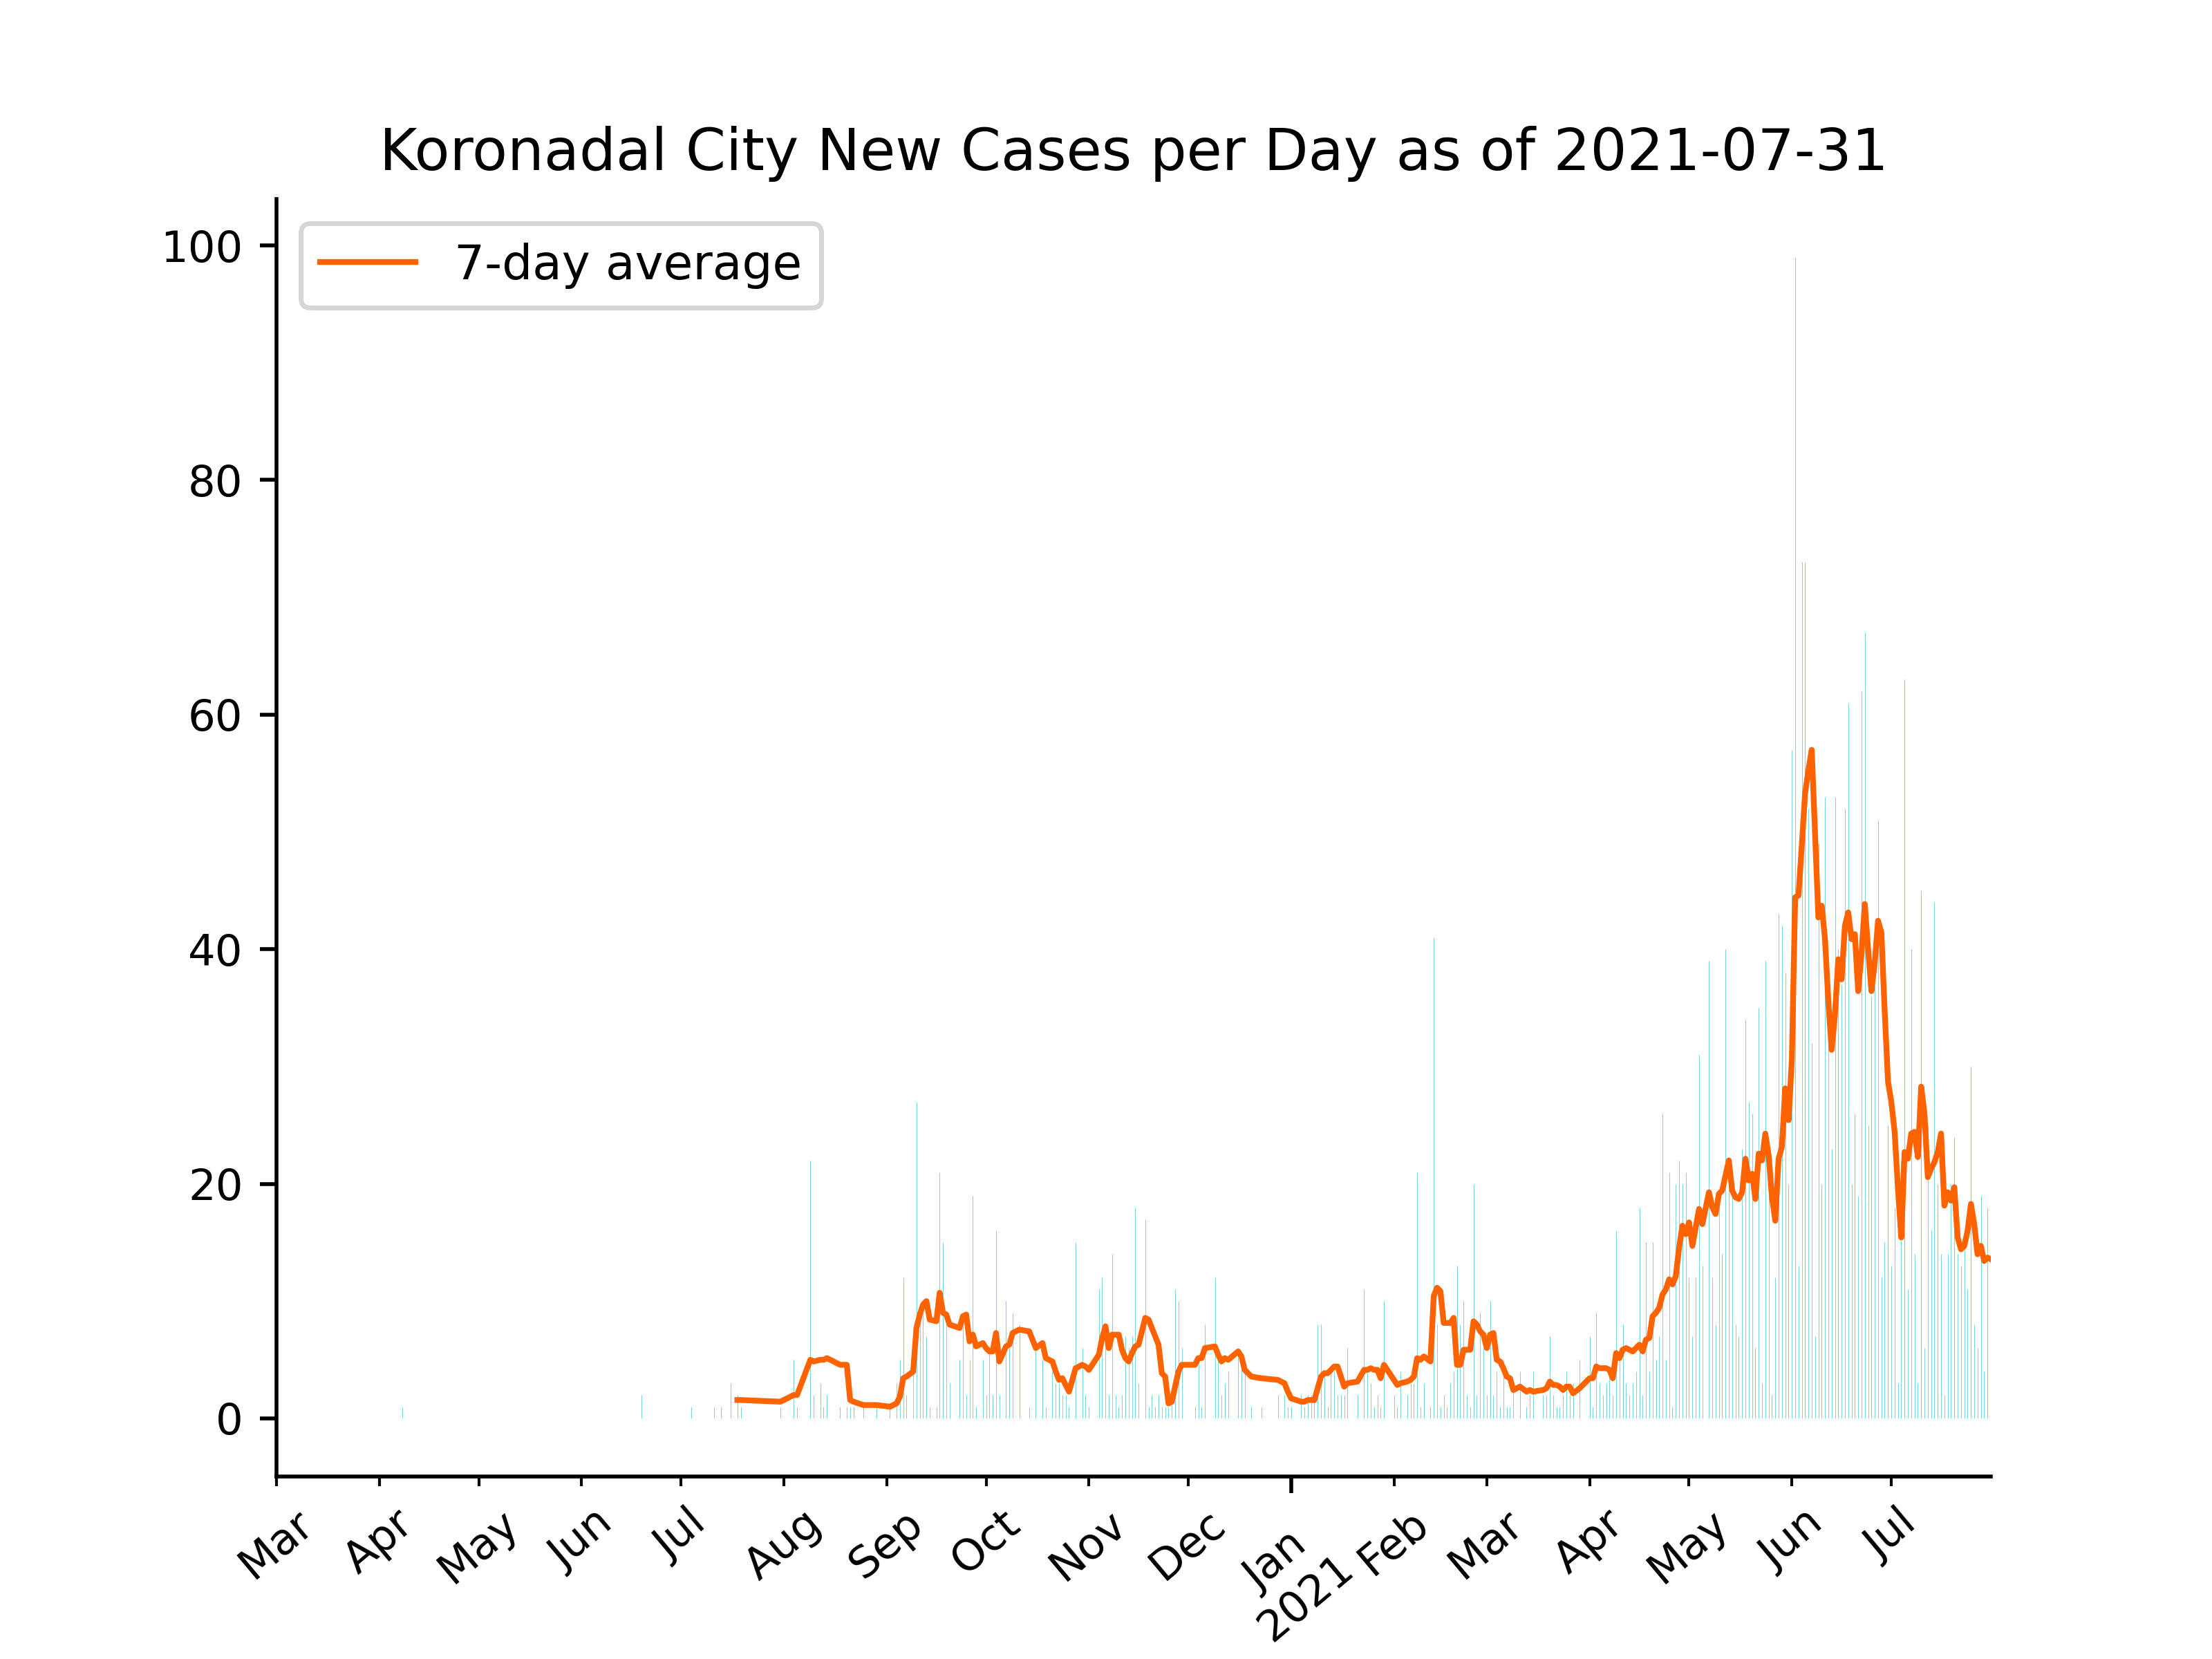 Koronadal City New Cases per Day as of 2021-07-31
7-day average
100
80
60
40
20
0
Mar
Apr
May
Jun
Jul
Aug
Sep
Oct
Nov
Dec
Jan
2021
Feb
Mar
Apr
May
Jun
Jul